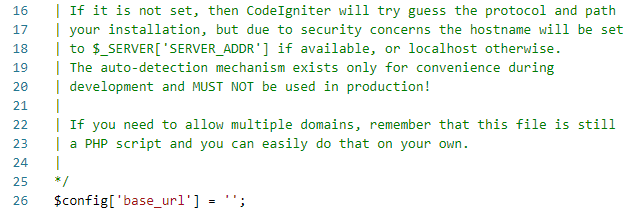 16 | If it is not set, then CodeIgniter will try guess the protocol and path
17 | your installation, but due to security concerns the hostname will be set
18 | to $_SERVER['SERVER_ADDR'] if available, or localhost otherwise.
19 | The auto-detection mechanism exists only for convenience during
20 | development and MUST NOT be used in production!
21 |
22 | If you need to allow multiple domains, remember that this file is still
23 | a PHP script and you can easily do that on your own.
24 |
25 */
26 $config['base_url'] = '';